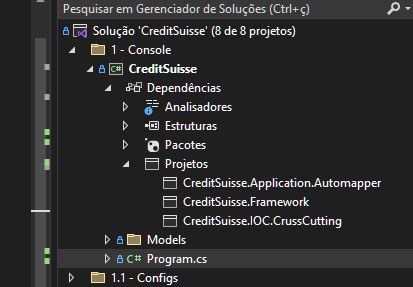 Pesquisar em Gerenciador de Soluções (Ctrl+ç)
Solução 'CreditSuisse' (8 de 8 projetos)
1 - Console
C# CreditSuisse
Dependências
Analisadores
Estruturas
Pacotes
Projetos
CreditSuisse.Application.Automapper
CreditSuisse.Framework
CreditSuisse.IOC.CrussCutting
Models
C# Program.cs
1.1 - Configs